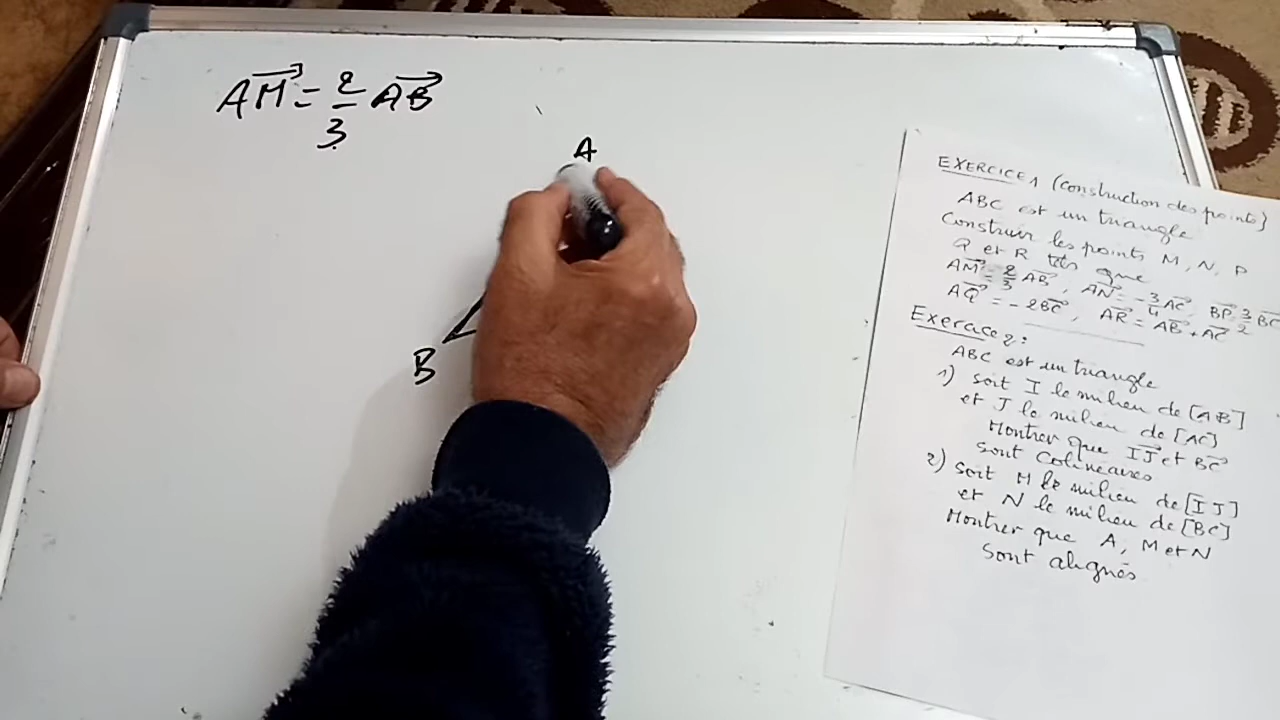 AM→ = 2/3 AB→
A
B
EXERCICE 1 (Construction des points)
ABC est un triangle
Construir les points M, N, P
Q et R tels que
AM→ = 2/3 AB→, AN→ = -3/4 AC→, BP→ = 3/2 BC→
AQ→ = -2BC→, AR→ = AB→ + AC→
Exercice 2:
ABC est un triangle
1) soit I le milieu de [AB]
et J le milieu de [AC]
Montrer que IJ→ et BC→
sont colineaires
2) Soit M le milieu de [IJ]
et N le milieu de [BC]
Montrer que A, M et N
Sont alignés